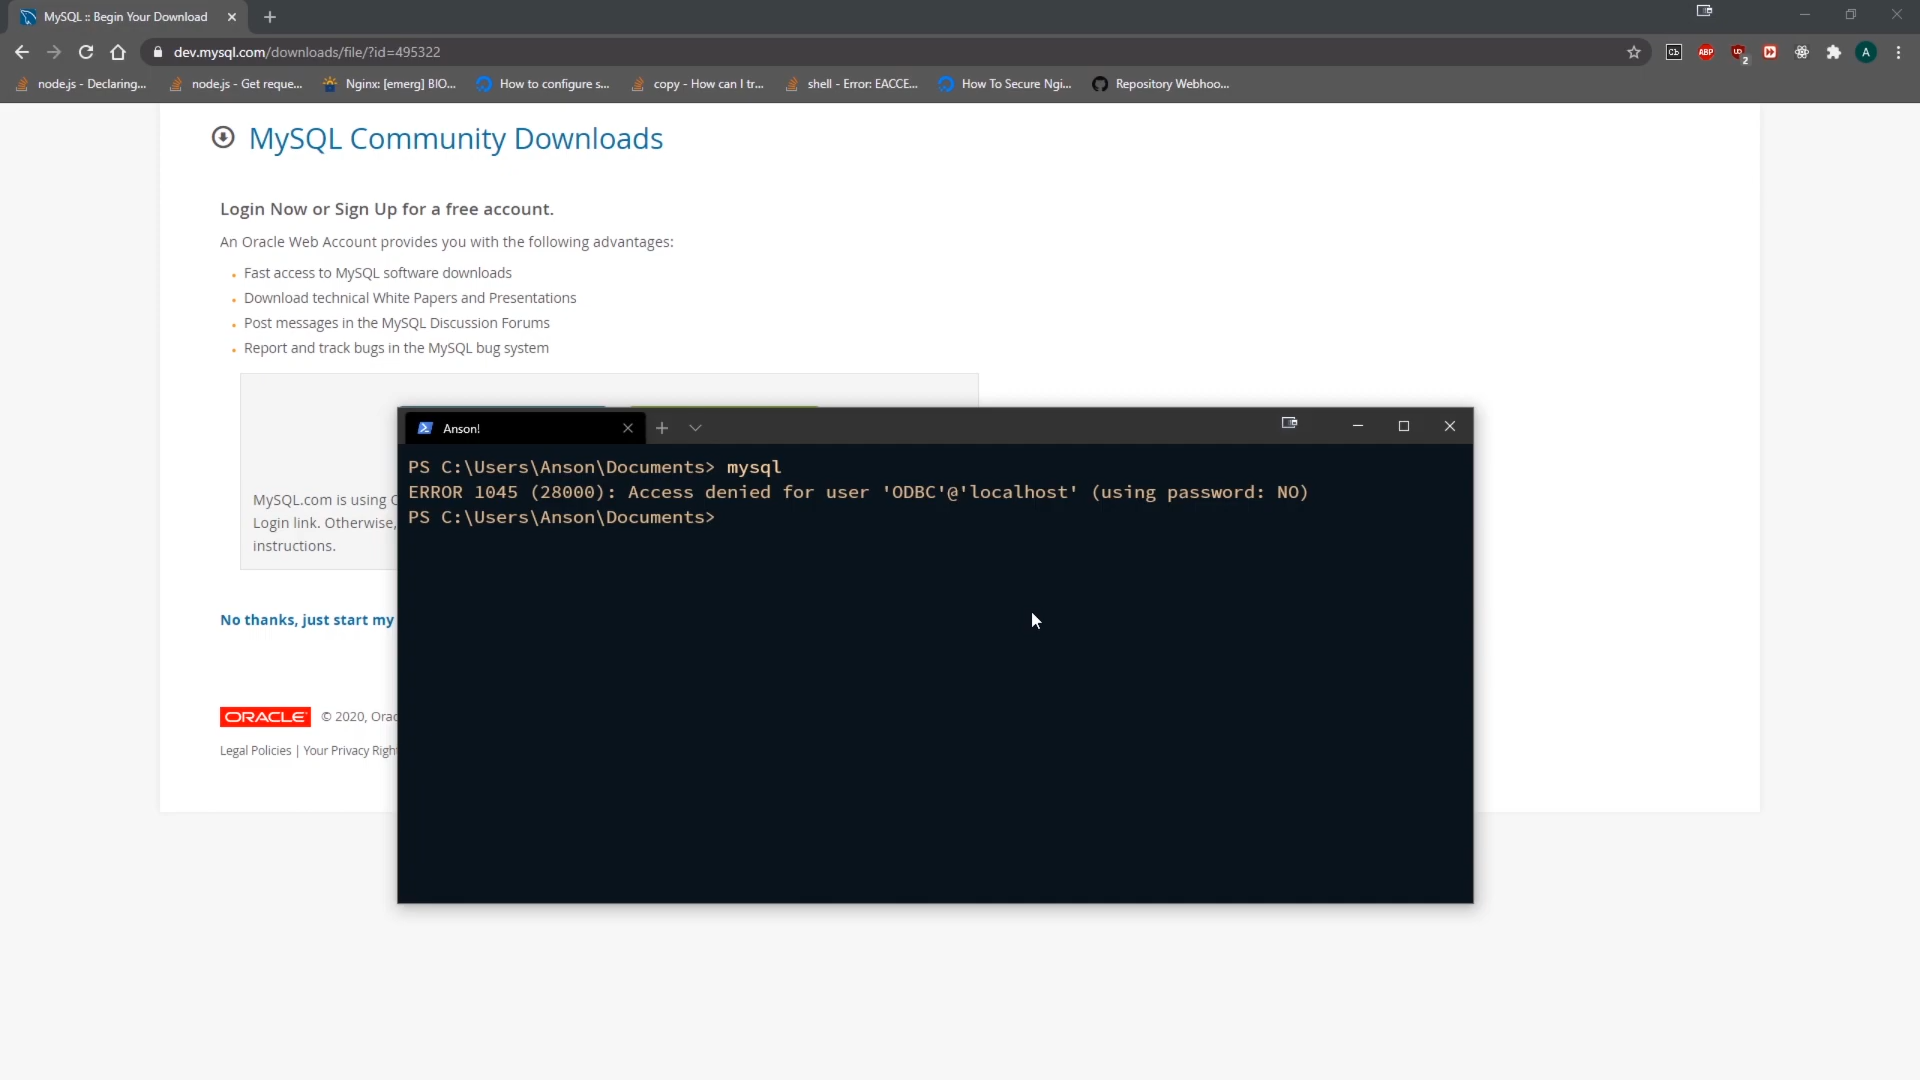 MySQL :: Begin Your Download
dev.mysql.com/downloads/file/?id=495322
Cb
ABP
UD
2
A
node.js - Declaring...
node.js - Get reque...
Nginx: [emerg] BIO...
How to configure s...
copy - How can I tr...
shell - Error: EACCE...
How To Secure Ngi...
Repository Webhoo...
MySQL Community Downloads
Login Now or Sign Up for a free account.
An Oracle Web Account provides you with the following advantages:
Fast access to MySQL software downloads
Download technical White Papers and Presentations
Post messages in the MySQL Discussion Forums
Report and track bugs in the MySQL bug system
Anson!
PS C:\Users\Anson\Documents> mysql
ERROR 1045 (28000): Access denied for user 'ODBC'@'localhost' (using password: NO)
PS C:\Users\Anson\Documents>
MySQL.com is using
Login link. Otherwise,
instructions.
No thanks, just start my
ORACLE © 2020,
Legal Policies | Your Privacy